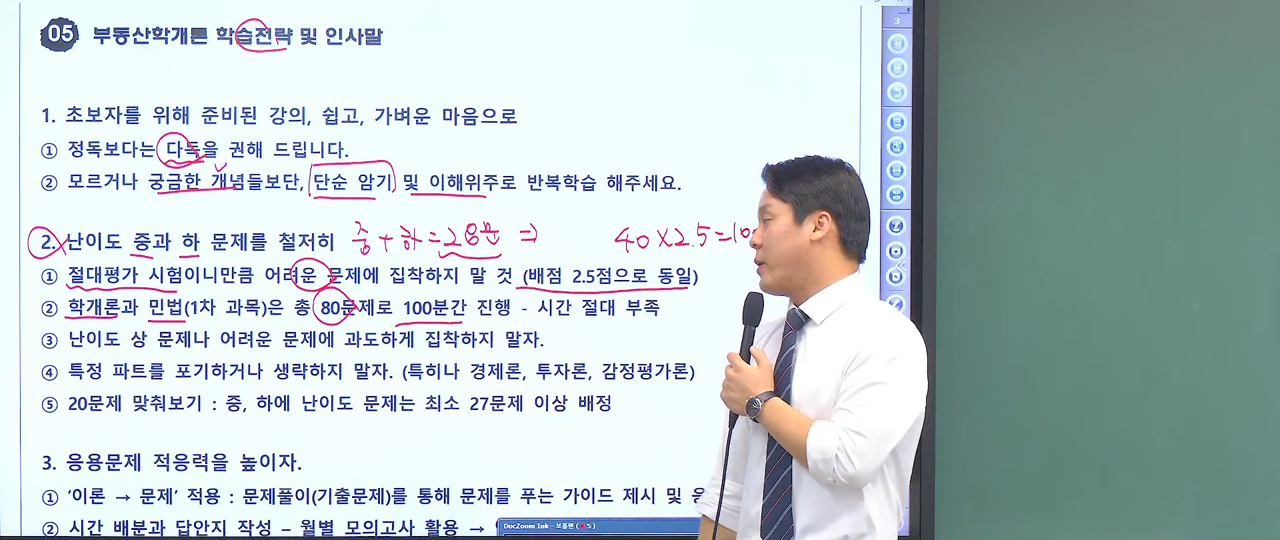 05 부동산학개론 학습전략 및 인사말
1. 초보자를 위해 준비된 강의, 쉽고, 가벼운 마음으로
① 정독보다는 다독을 권해 드립니다.
② 모르거나 궁금한 개념들보단, 단순 암기 및 이해위주로 반복학습 해주세요.
2. 난이도 중과 하 문제를 철저히 중+하=28문 ⇒ 40×2.5=10
① 절대평가 시험이니만큼 어려운 문제에 집착하지 말 것 (배점 2.5점으로 동일)
② 학개론과 민법(1차 과목)은 총 80문제로 100분간 진행 - 시간 절대 부족
③ 난이도 상 문제나 어려운 문제에 과도하게 집착하지 말자.
④ 특정 파트를 포기하거나 생략하지 말자. (특히나 경제론, 투자론, 감정평가론)
⑤ 20문제 맞춰보기 : 중, 하에 난이도 문제는 최소 27문제 이상 배정
3. 응용문제 적응력을 높이자.
① ‘이론 → 문제’ 적용 : 문제풀이(기출문제)를 통해 문제를 푸는 가이드 제시 및
② 시간 배분과 답안지 작성 – 월별 모의고사 활용 →
DocZoom Ink - 보통펜 ( 5 )
3